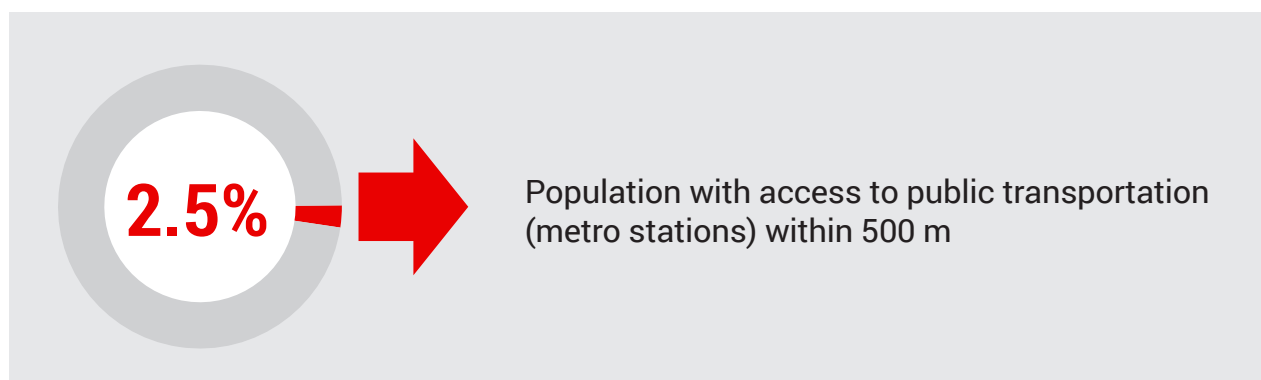 2.5%
Population with access to public transportation
(metro stations) within 500 m